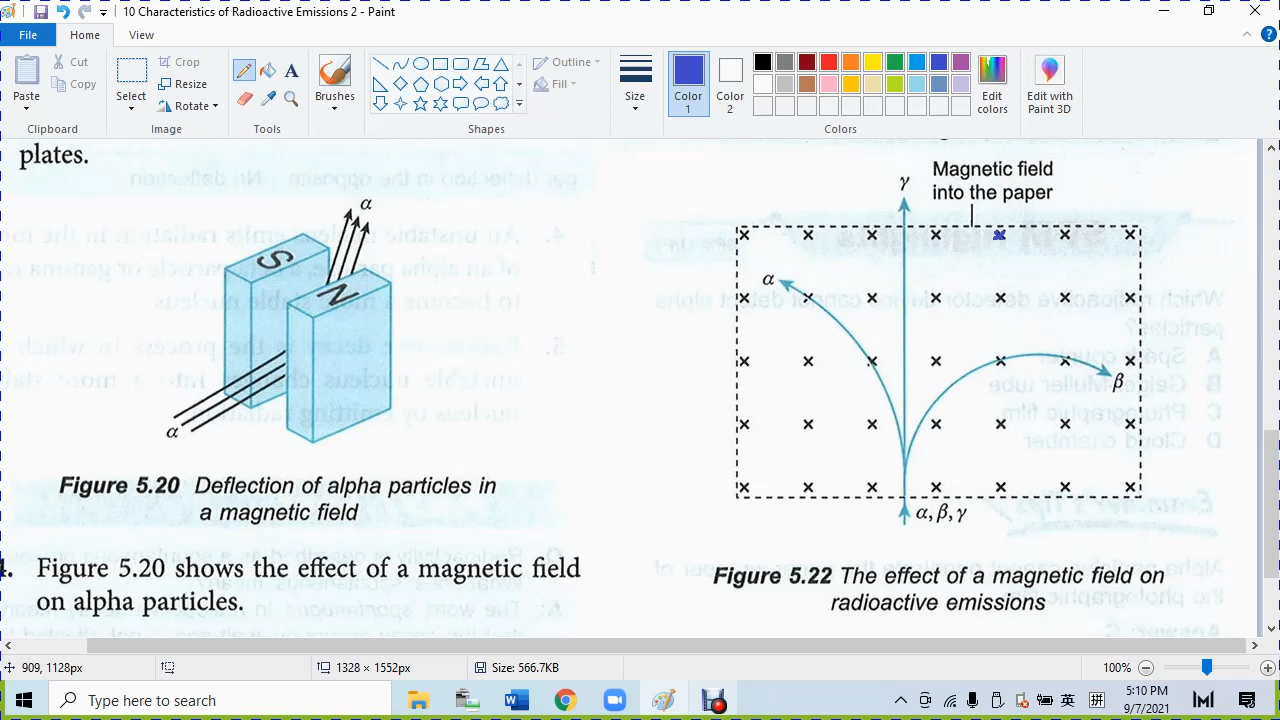 10 Characteristics of Radioactive Emissions 2 - Paint
File
Home
View
Paste
Cut
Copy
Clipboard
Select
Crop
Resize
Rotate
Image
A
Tools
Brushes
Outline
Fill
Shapes
Size
Color
1
Color
2
Edit
colors
Edit with
Paint 3D
Colors
plates.
α
S
N
α
Figure 5.20 Deflection of alpha particles in
a magnetic field
4. Figure 5.20 shows the effect of a magnetic field
on alpha particles.
Magnetic field
into the paper
γ
α
β
α, β, γ
Figure 5.22 The effect of a magnetic field on
radioactive emissions
909, 1128px
1328 × 1552px
Size: 566.7KB
100%
Type here to search
英
拼
5:10 PM
9/7/2021